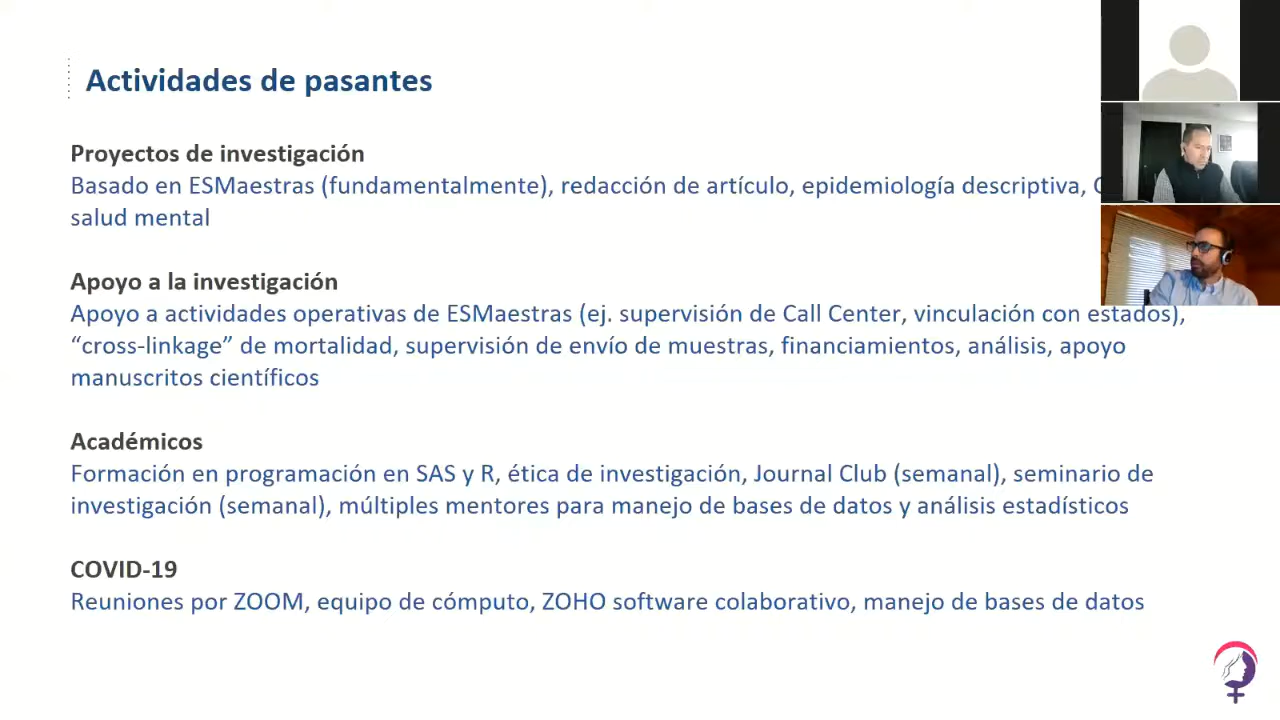 Actividades de pasantes
Proyectos de investigación
Basado en ESMaestras (fundamentalmente), redacción de artículo, epidemiología descriptiva,
salud mental
Apoyo a la investigación
Apoyo a actividades operativas de ESMaestras (ej. supervisión de Call Center, vinculación con estados),
“cross-linkage” de mortalidad, supervisión de envío de muestras, financiamientos, análisis, apoyo
manuscritos científicos
Académicos
Formación en programación en SAS y R, ética de investigación, Journal Club (semanal), seminario de
investigación (semanal), múltiples mentores para manejo de bases de datos y análisis estadísticos
COVID-19
Reuniones por ZOOM, equipo de cómputo, ZOHO software colaborativo, manejo de bases de datos